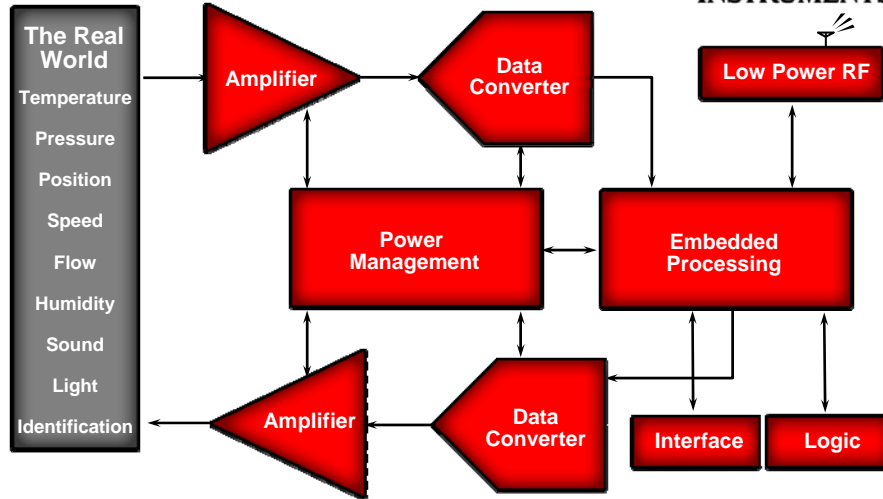 The Real
World
Temperature
Pressure
Position
Speed
Flow
Humidity
Sound
Light
Identification
Amplifier
Data
Converter
Low Power RF
Power
Management
Embedded
Processing
Amplifier
Data
Converter
Interface
Logic